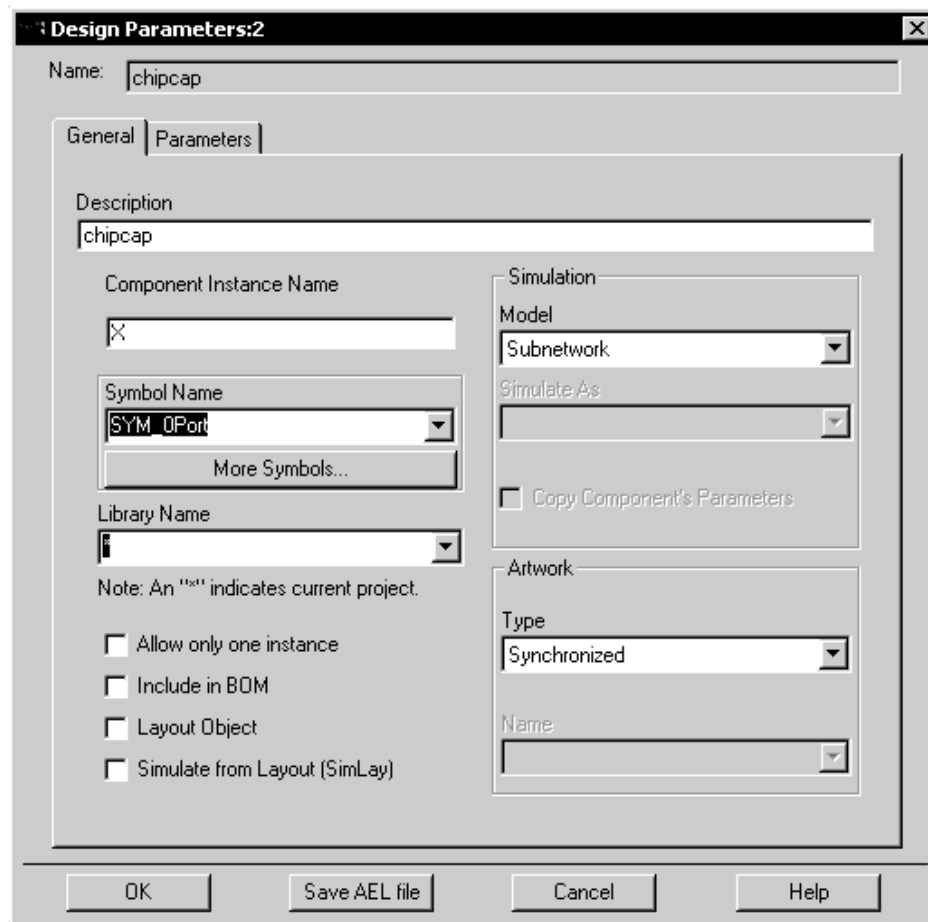 Design Parameters:2
Name: chipcap
General Parameters
Description
chipcap
Component Instance Name
X
Symbol Name
SYM_0Port
More Symbols...
Library Name
*
Note: An "*" indicates current project.
Allow only one instance
Include in BOM
Layout Object
Simulate from Layout (SimLay)
Simulation
Model
Subnetwork
Simulate As
Copy Component's Parameters
Artwork
Type
Synchronized
Name
OK Save AEL file Cancel Help